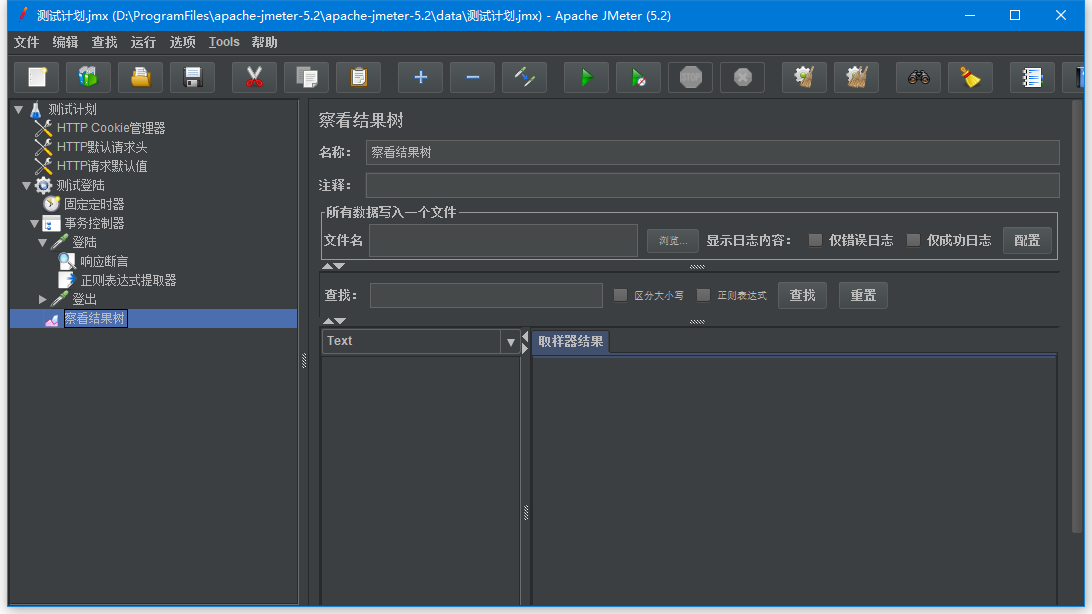 测试计划.jmx (D:\ProgramFiles\apache-jmeter-5.2\apache-jmeter-5.2\data\测试计划.jmx) - Apache JMeter (5.2)
文件 编辑 查找 运行 选项 Tools 帮助
STOP
测试计划
HTTP Cookie管理器
HTTP默认请求头
HTTP请求默认值
测试登陆
固定定时器
事务控制器
登陆
响应断言
正则表达式提取器
登出
察看结果树
察看结果树
名称： 察看结果树
注释：
所有数据写入一个文件
文件名 浏览... 显示日志内容： 仅错误日志 仅成功日志 配置
查找： 区分大小写 正则表达式 查找 重置
Text
取样器结果